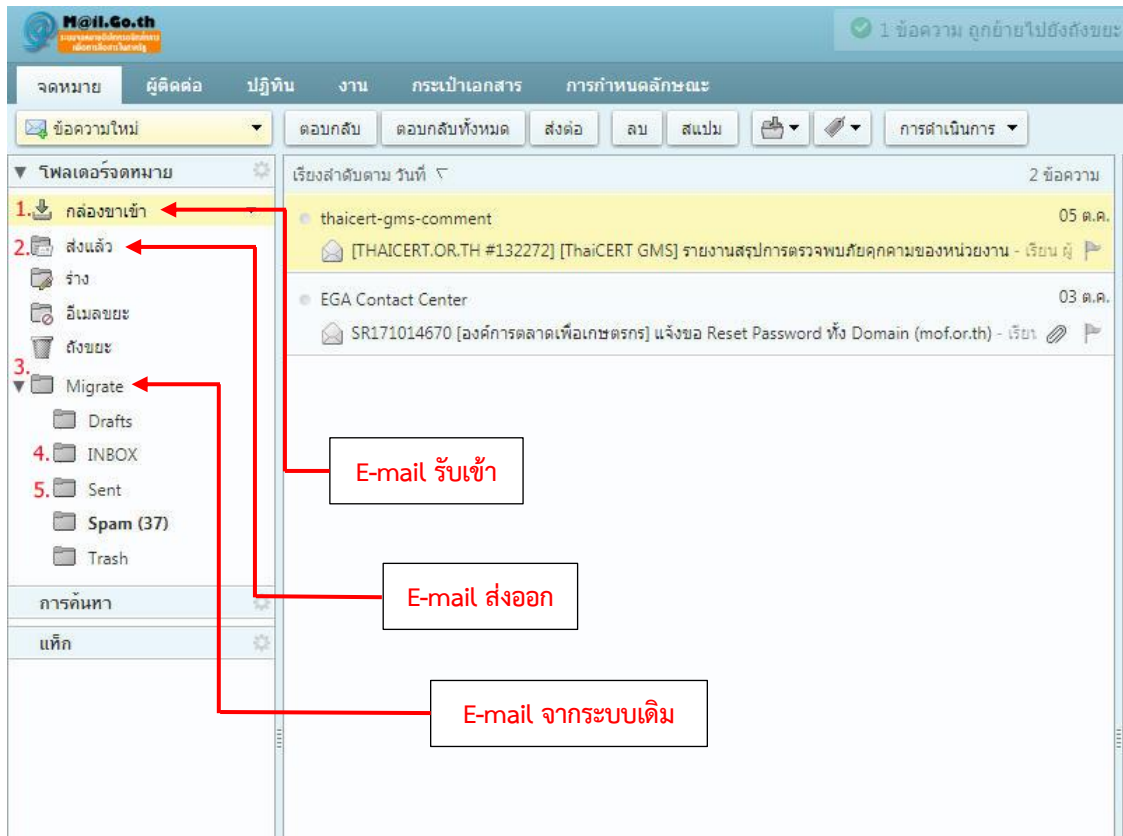 M@il.Go.th
1 ข้อความ ถูกย้ายไปยังถังขยะ
จดหมาย ผู้ติดต่อ ปฏิทิน งาน กระเป๋าเอกสาร การกำหนดลักษณะ
ข้อความใหม่ ตอบกลับ ตอบกลับทั้งหมด ส่งต่อ ลบ สแปม การดำเนินการ
โฟลเดอร์จดหมาย
เรียงลำดับตาม วันที่ 2 ข้อความ
1. กล่องขาเข้า
2. ส่งแล้ว
ร่าง
อีเมลขยะ
ถังขยะ
3. Migrate
Drafts
4. INBOX
5. Sent
Spam (37)
Trash
การค้นหา
แท็ก
thaicert-gms-comment 05 ต.ค.
[THAICERT.OR.TH #132272] [ThaiCERT GMS] รายงานสรุปการตรวจพบภัยคุกคามของหน่วยงาน - เรียน ผู้
EGA Contact Center 03 ต.ค.
SR171014670 [องค์การตลาดเพื่อเกษตรกร] แจ้งขอ Reset Password ทั้ง Domain (mof.or.th) - เรียน
E-mail รับเข้า
E-mail ส่งออก
E-mail จากระบบเดิม